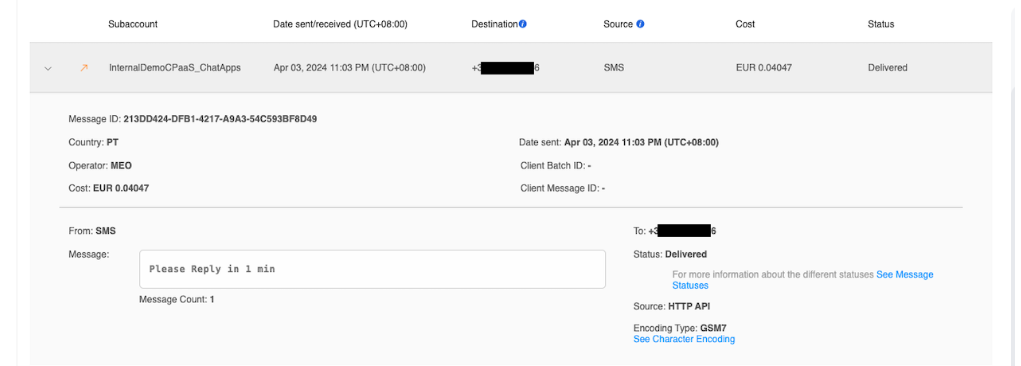 Subaccount Date sent/received (UTC+08:00) Destination Source Cost Status
InternalDemoCPaaS_ChatApps Apr 03, 2024 11:03 PM (UTC+08:00) +3 6 SMS EUR 0.04047 Delivered
Message ID: 213DD424-DFB1-4217-A9A3-54C593BF8D49
Country: PT Date sent: Apr 03, 2024 11:03 PM (UTC+08:00)
Operator: MEO Client Batch ID: -
Cost: EUR 0.04047 Client Message ID: -
From: SMS To: +3 6
Message: Status: Delivered
Please Reply in 1 min
For more information about the different statuses See Message
Statuses
Message Count: 1
Source: HTTP API
Encoding Type: GSM7
See Character Encoding